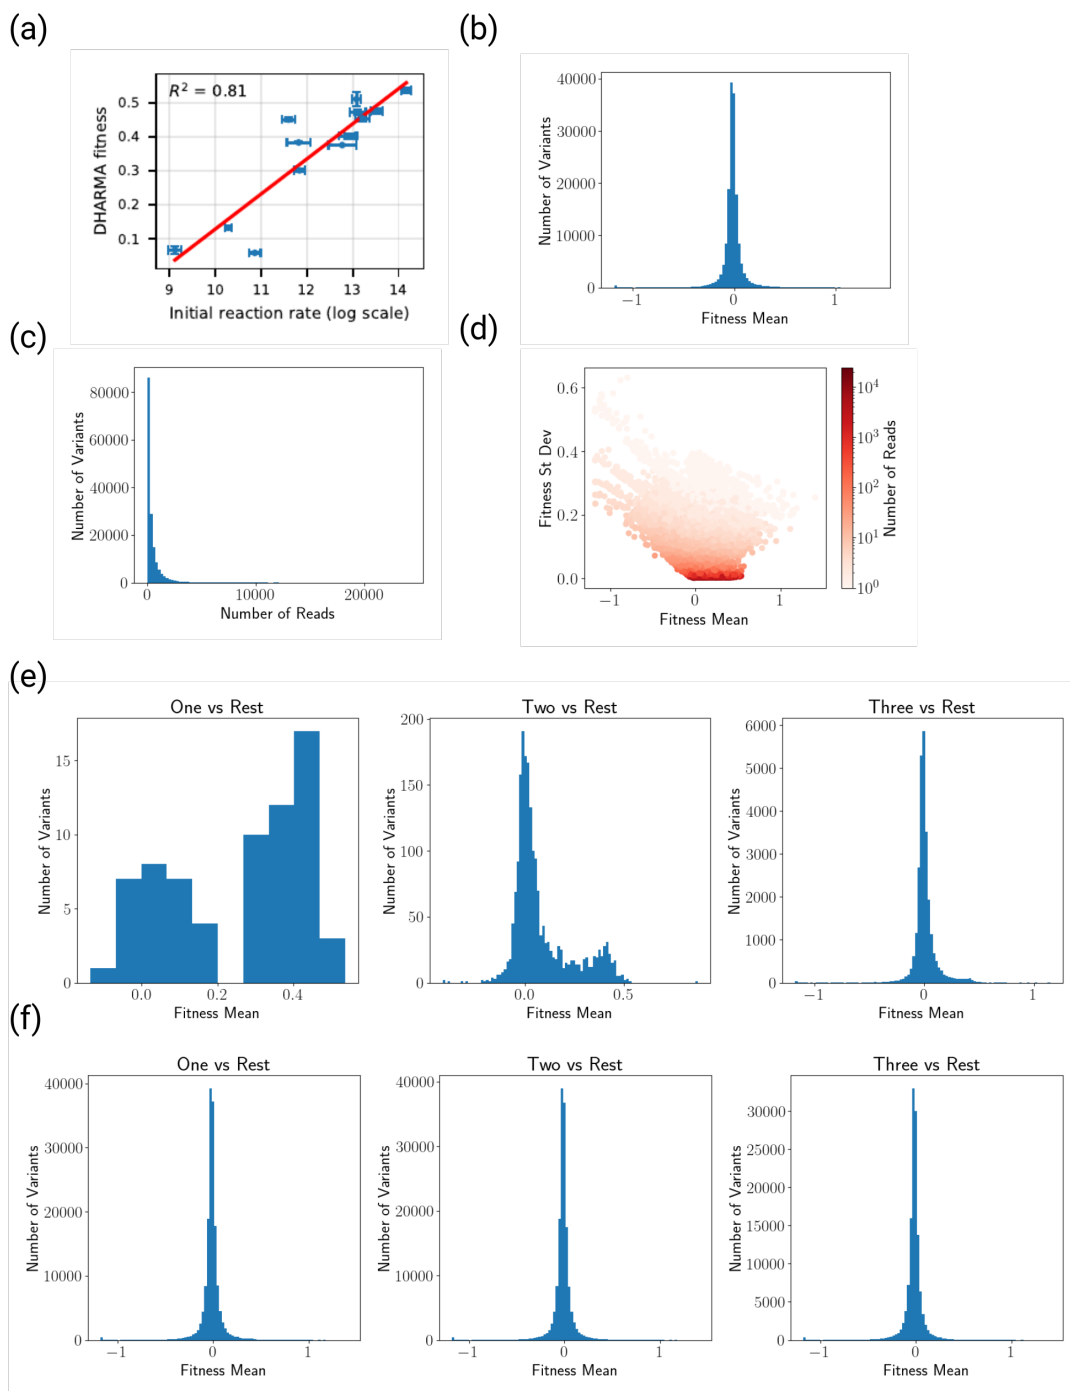 (a)
R² = 0.81
DHARMA fitness
0.5
0.4
0.3
0.2
0.1
9 10 11 12 13 14
Initial reaction rate (log scale)
(b)
Number of Variants
40000
30000
20000
10000
0
−1 0 1
Fitness Mean
(c)
Number of Variants
80000
60000
40000
20000
0
0 10000 20000
Number of Reads
(d)
Fitness St Dev
0.6
0.4
0.2
0.0
−1 0 1
Fitness Mean
10⁴
10³
10²
10¹
10⁰
Number of Reads
(e)
One vs Rest
Number of Variants
15
10
5
0
0.0 0.2 0.4
Fitness Mean
Two vs Rest
Number of Variants
200
150
100
50
0
0.0 0.5
Fitness Mean
Three vs Rest
Number of Variants
6000
5000
4000
3000
2000
1000
0
−1 0 1
Fitness Mean
(f)
One vs Rest
Number of Variants
40000
30000
20000
10000
0
−1 0 1
Fitness Mean
Two vs Rest
Number of Variants
40000
30000
20000
10000
0
−1 0 1
Fitness Mean
Three vs Rest
Number of Variants
30000
25000
20000
15000
10000
5000
0
−1 0 1
Fitness Mean